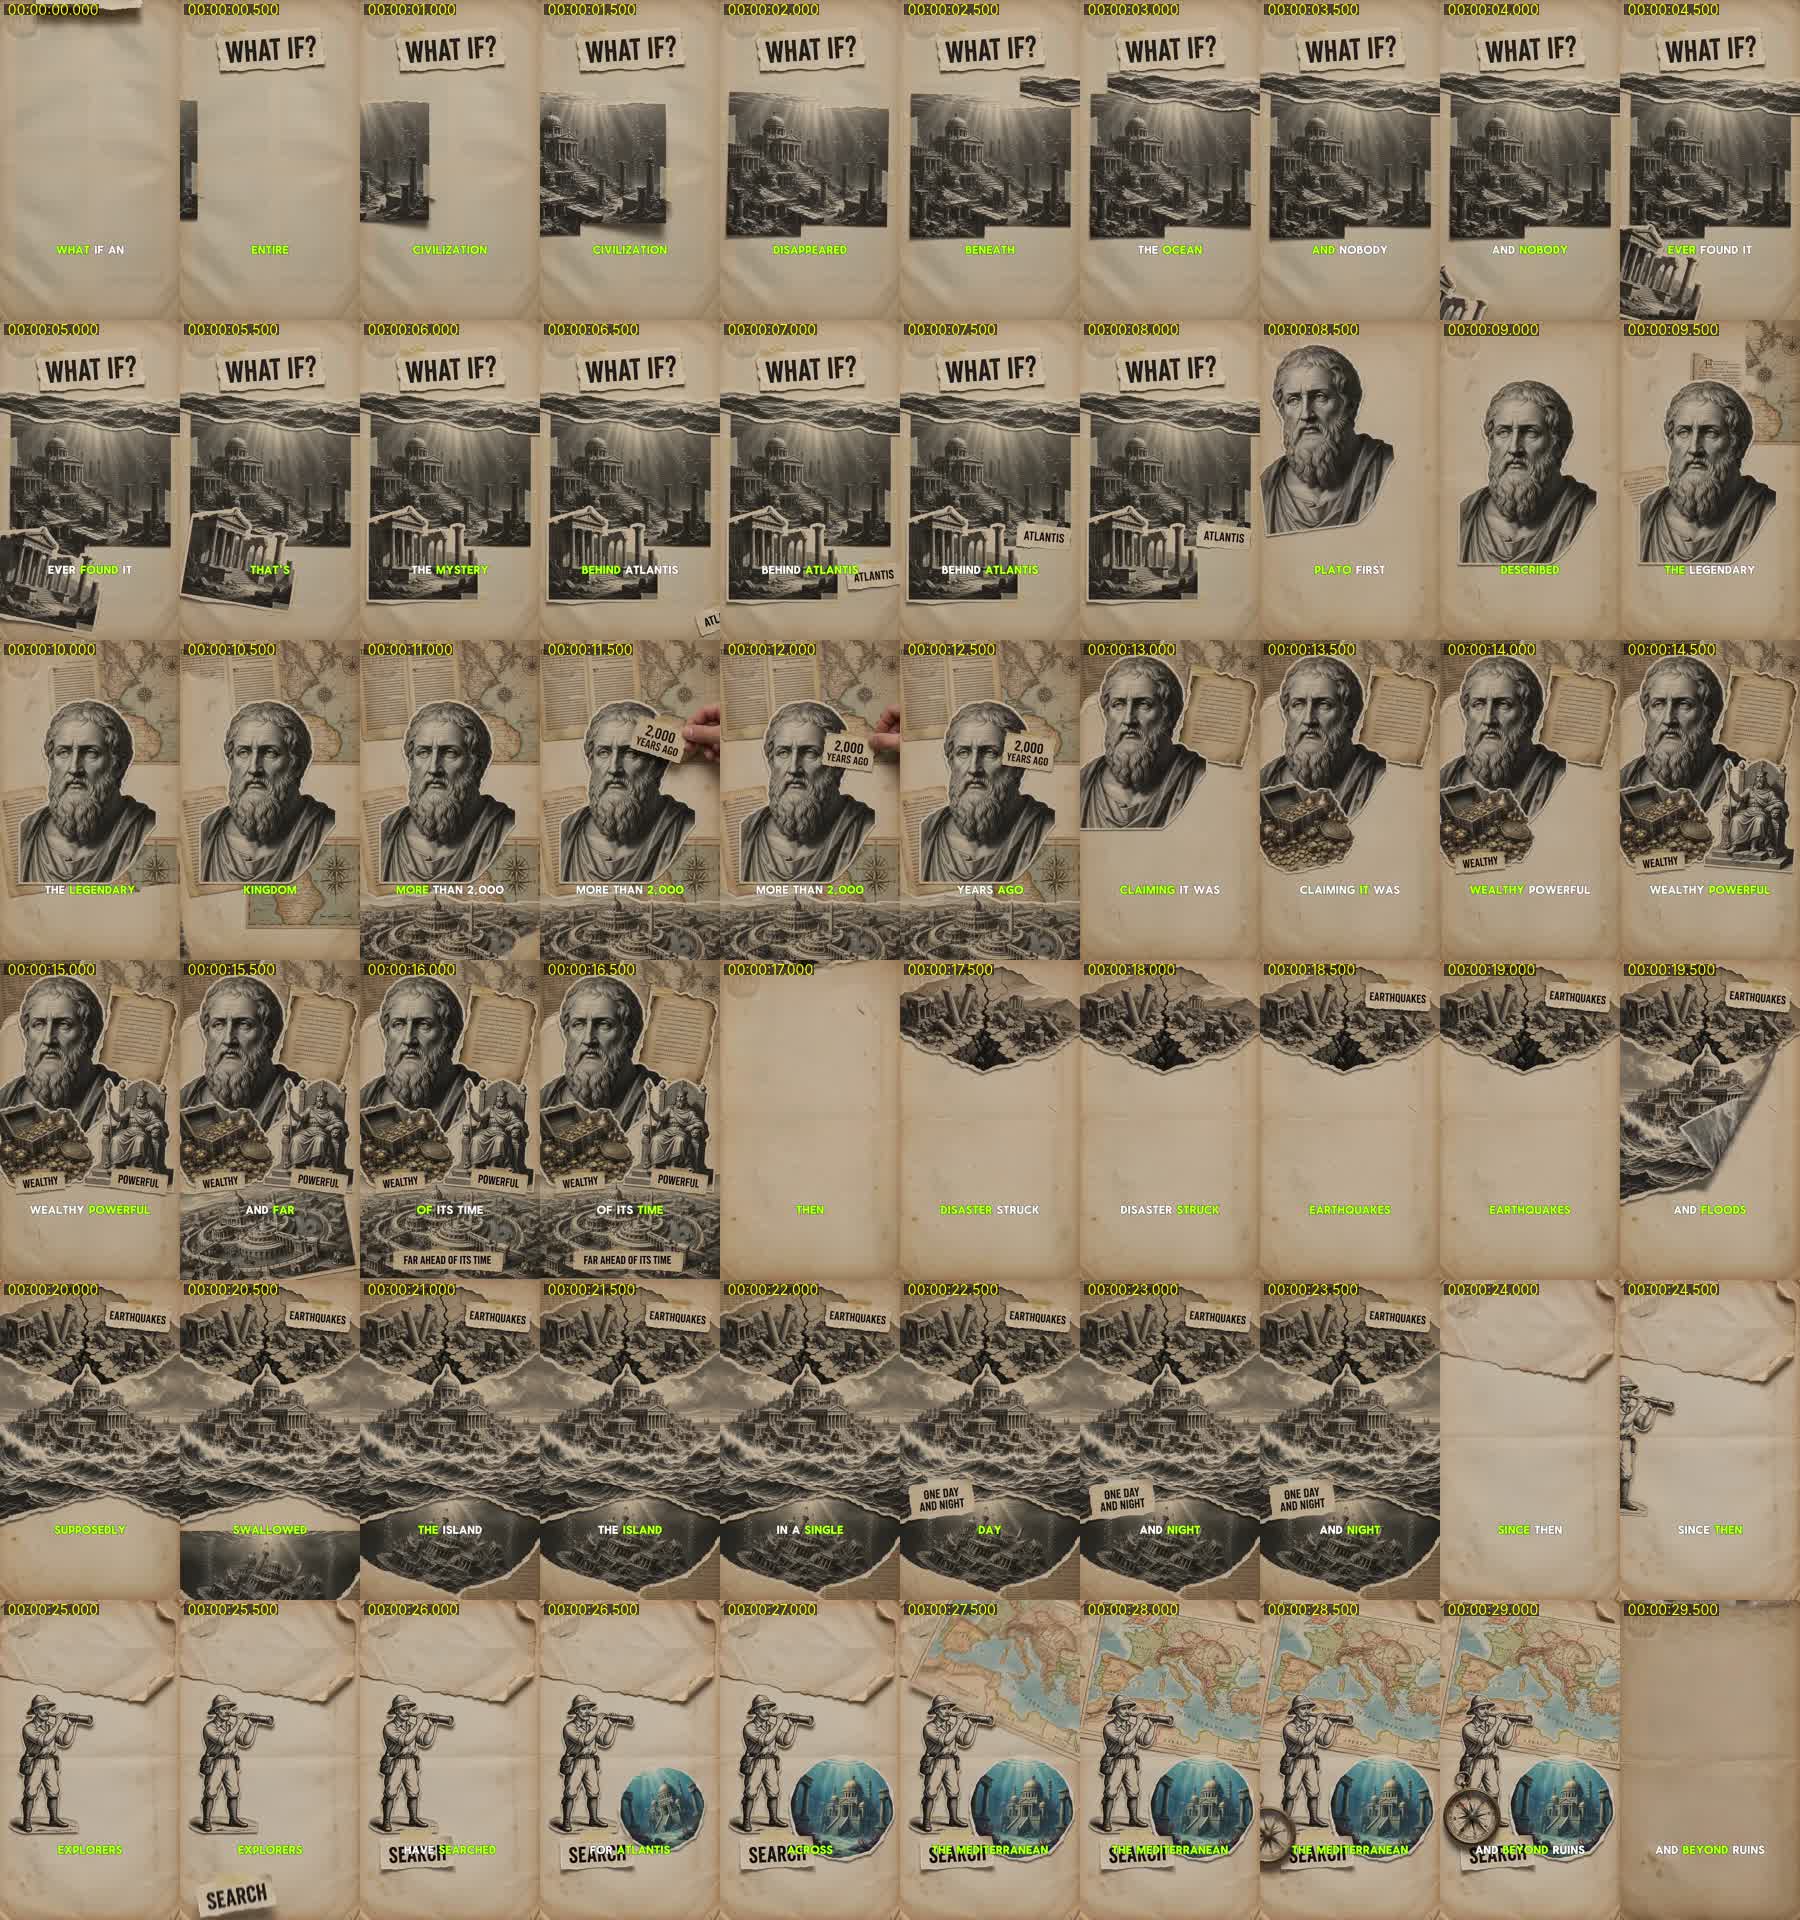 00:00:00.000 00:00:00.500 00:00:01.000 00:00:01.500 00:00:02.000 00:00:02.500 00:00:03.000 00:00:03.500 00:00:04.000 00:00:04.500
WHAT IF? WHAT IF? WHAT IF? WHAT IF? WHAT IF? WHAT IF? WHAT IF? WHAT IF? WHAT IF?
WHAT IF AN ENTIRE CIVILIZATION CIVILIZATION DISAPPEARED BENEATH THE OCEAN AND NOBODY AND NOBODY EVER FOUND IT
00:00:05.000 00:00:05.500 00:00:06.000 00:00:06.500 00:00:07.000 00:00:07.500 00:00:08.000 00:00:08.500 00:00:09.000 00:00:09.500
WHAT IF? WHAT IF? WHAT IF? WHAT IF? WHAT IF? WHAT IF? WHAT IF?
ATLANTIS ATLANTIS
EVER FOUND IT THAT'S THE MYSTERY BEHIND ATLANTIS BEHIND ATLANTIS ATLANTIS BEHIND ATLANTIS PLATO FIRST DESCRIBED THE LEGENDARY
ATL
00:00:10.000 00:00:10.500 00:00:11.000 00:00:11.500 00:00:12.000 00:00:12.500 00:00:13.000 00:00:13.500 00:00:14.000 00:00:14.500
2,000 2,000 2,000
YEARS AGO YEARS AGO YEARS AGO
WEALTHY WEALTHY
THE LEGENDARY KINGDOM MORE THAN 2,000 MORE THAN 2,000 MORE THAN 2,000 YEARS AGO CLAIMING IT WAS CLAIMING IT WAS WEALTHY POWERFUL WEALTHY POWERFUL
00:00:15.000 00:00:15.500 00:00:16.000 00:00:16.500 00:00:17.000 00:00:17.500 00:00:18.000 00:00:18.500 00:00:19.000 00:00:19.500
EARTHQUAKES EARTHQUAKES EARTHQUAKES
WEALTHY POWERFUL WEALTHY POWERFUL WEALTHY POWERFUL WEALTHY POWERFUL
WEALTHY POWERFUL AND FAR OF ITS TIME OF ITS TIME THEN DISASTER STRUCK DISASTER STRUCK EARTHQUAKES EARTHQUAKES AND FLOODS
FAR AHEAD OF ITS TIME FAR AHEAD OF ITS TIME
00:00:20.000 00:00:20.500 00:00:21.000 00:00:21.500 00:00:22.000 00:00:22.500 00:00:23.000 00:00:23.500 00:00:24.000 00:00:24.500
EARTHQUAKES EARTHQUAKES EARTHQUAKES EARTHQUAKES EARTHQUAKES EARTHQUAKES EARTHQUAKES EARTHQUAKES
ONE DAY ONE DAY ONE DAY
AND NIGHT AND NIGHT AND NIGHT
SUPPOSEDLY SWALLOWED THE ISLAND THE ISLAND IN A SINGLE DAY AND NIGHT AND NIGHT SINCE THEN SINCE THEN
00:00:25.000 00:00:25.500 00:00:26.000 00:00:26.500 00:00:27.000 00:00:27.500 00:00:28.000 00:00:28.500 00:00:29.000 00:00:29.500
EXPLORERS EXPLORERS HAVE SEARCHED FOR ATLANTIS ACROSS THE MEDITERRANEAN THE MEDITERRANEAN THE MEDITERRANEAN AND BEYOND RUINS AND BEYOND RUINS
SEARCH SEARCH SEARCH SEARCH SEARCH SEARCH SEARCH SEARCH